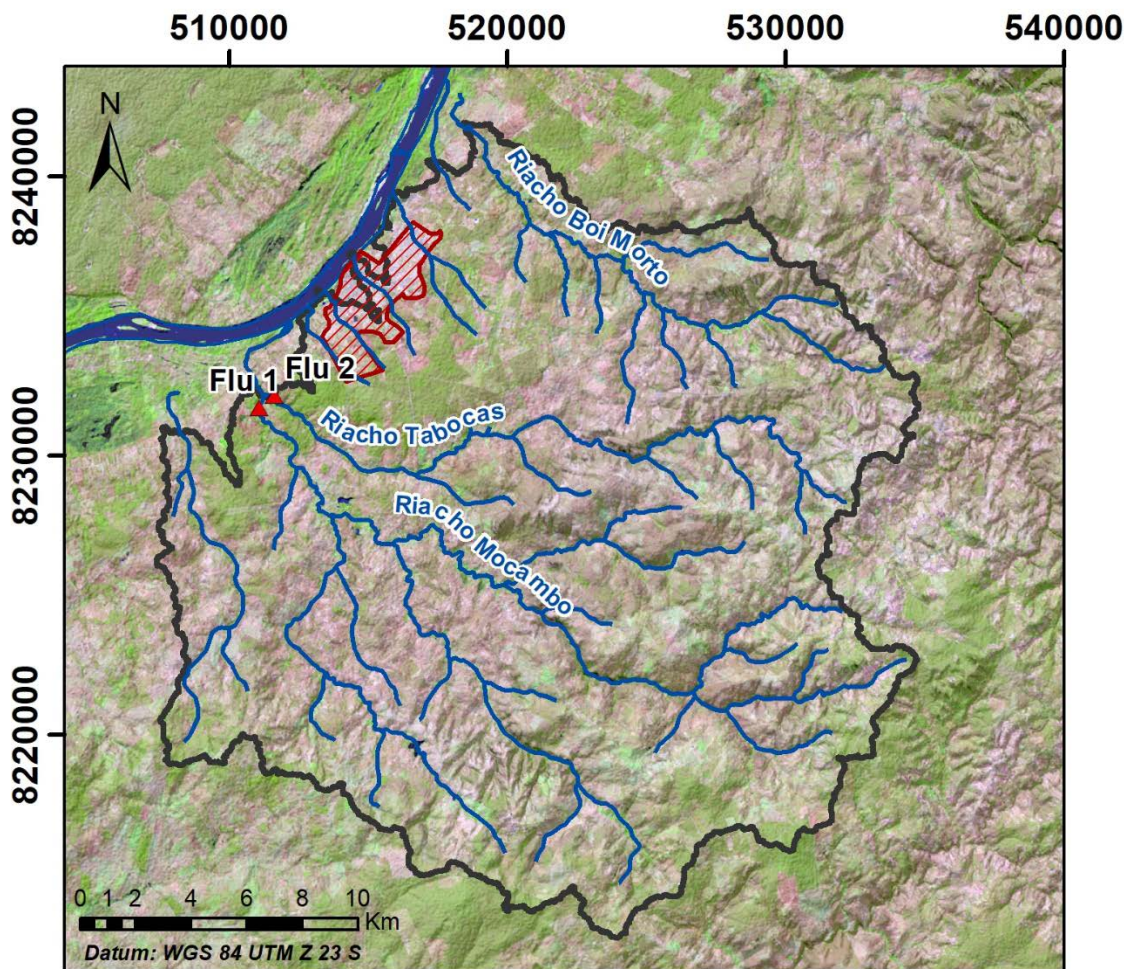 510000 520000 530000 540000
N
8240000
8230000
8220000
Riacho Boi Morto
Flu 1
Flu 2
Riacho Tabocas
Riacho Mocambo
0 1 2 4 6 8 10
Km
Datum: WGS 84 UTM Z 23 S